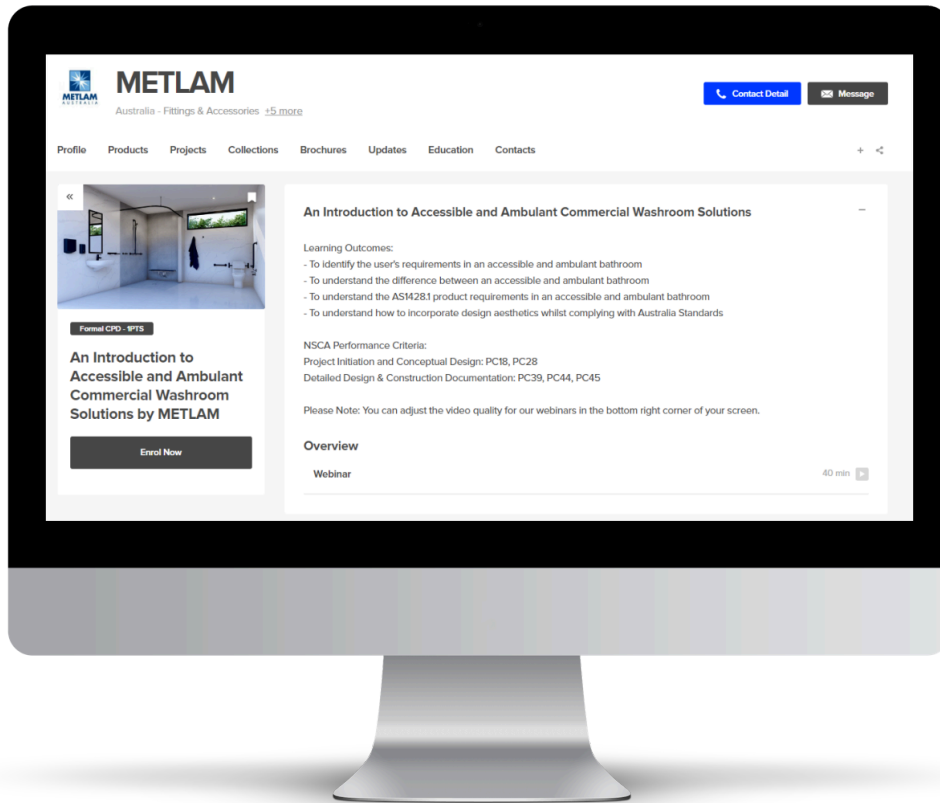 METLAM
AUSTRALIA
METLAM
Australia - Fittings & Accessories +5 more
Contact Detail
Message
Profile Products Projects Collections Brochures Updates Education Contacts
Formal CPD - 1PTS
An Introduction to
Accessible and Ambulant
Commercial Washroom
Solutions by METLAM
Enrol Now
An Introduction to Accessible and Ambulant Commercial Washroom Solutions
Learning Outcomes:
- To identify the user's requirements in an accessible and ambulant bathroom
- To understand the difference between an accessible and ambulant bathroom
- To understand the AS1428.1 product requirements in an accessible and ambulant bathroom
- To understand how to incorporate design aesthetics whilst complying with Australia Standards
NSCA Performance Criteria:
Project Initiation and Conceptual Design: PC18, PC28
Detailed Design & Construction Documentation: PC39, PC44, PC45
Please Note: You can adjust the video quality for our webinars in the bottom right corner of your screen.
Overview
Webinar 40 min